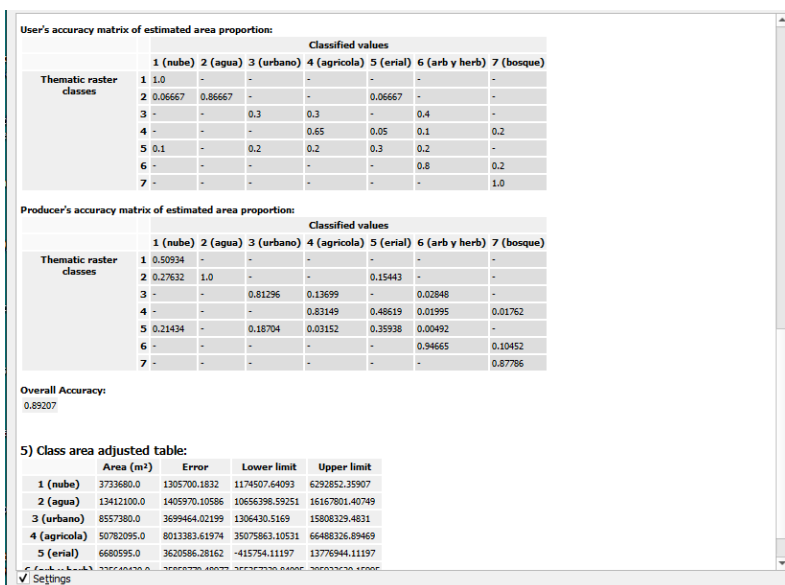 User's accuracy matrix of estimated area proportion:
Classified values
1 (nube) 2 (agua) 3 (urbano) 4 (agricola) 5 (erial) 6 (arb y herb) 7 (bosque)
Thematic raster classes 1 1.0 - - - - - -
2 0.06667 0.86667 - - 0.06667 - -
3 - - 0.3 0.3 - 0.4 -
4 - - - 0.65 0.05 0.1 0.2
5 0.1 - 0.2 0.2 0.3 0.2 -
6 - - - - - 0.8 0.2
7 - - - - - - 1.0
Producer's accuracy matrix of estimated area proportion:
Classified values
1 (nube) 2 (agua) 3 (urbano) 4 (agricola) 5 (erial) 6 (arb y herb) 7 (bosque)
Thematic raster classes 1 0.50934 - - - - - -
2 0.27632 1.0 - - 0.15443 - -
3 - - 0.81296 0.13699 - 0.02848 -
4 - - - 0.83149 0.48619 0.01995 0.01762
5 0.21434 - 0.18704 0.03152 0.35938 0.00492 -
6 - - - - - 0.94665 0.10452
7 - - - - - - 0.87786
Overall Accuracy:
0.89207
5) Class area adjusted table:
Area (m²) Error Lower limit Upper limit
1 (nube) 3733680.0 1305700.1832 1174507.64093 6292852.35907
2 (agua) 13412100.0 1405970.10586 10656398.59251 16167801.40749
3 (urbano) 8557380.0 3699464.02199 1306430.5169 15808329.4831
4 (agricola) 50782095.0 8013383.61974 35075863.10531 66488326.89469
5 (erial) 6680595.0 3620586.28162 -415754.11197 13776944.11197
Settings